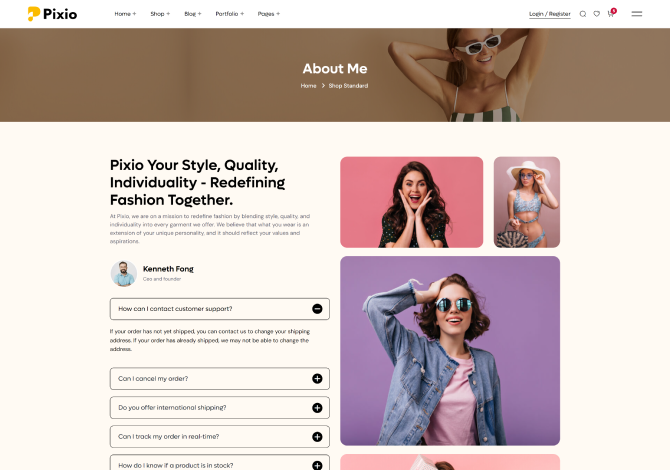 Pixio
Home + Shop + Blog + Portfolio + Pages +
Login / Register
About Me
Home > Shop Standard
Pixio Your Style, Quality,
Individuality - Redefining
Fashion Together.
At Pixio, we are on a mission to redefine fashion by blending style, quality, and
individuality into every garment we offer. We believe that what you wear is an
extension of your unique personality, and it should reflect your values and
aspirations.
Kenneth Fong
Ceo and founder
How can I contact customer support?
If your order has not yet shipped, you can contact us to change your shipping
address. If your order has already shipped, we may not be able to change the
address.
Can I cancel my order?
Do you offer international shipping?
Can I track my order in real-time?
How do I know if a product is in stock?